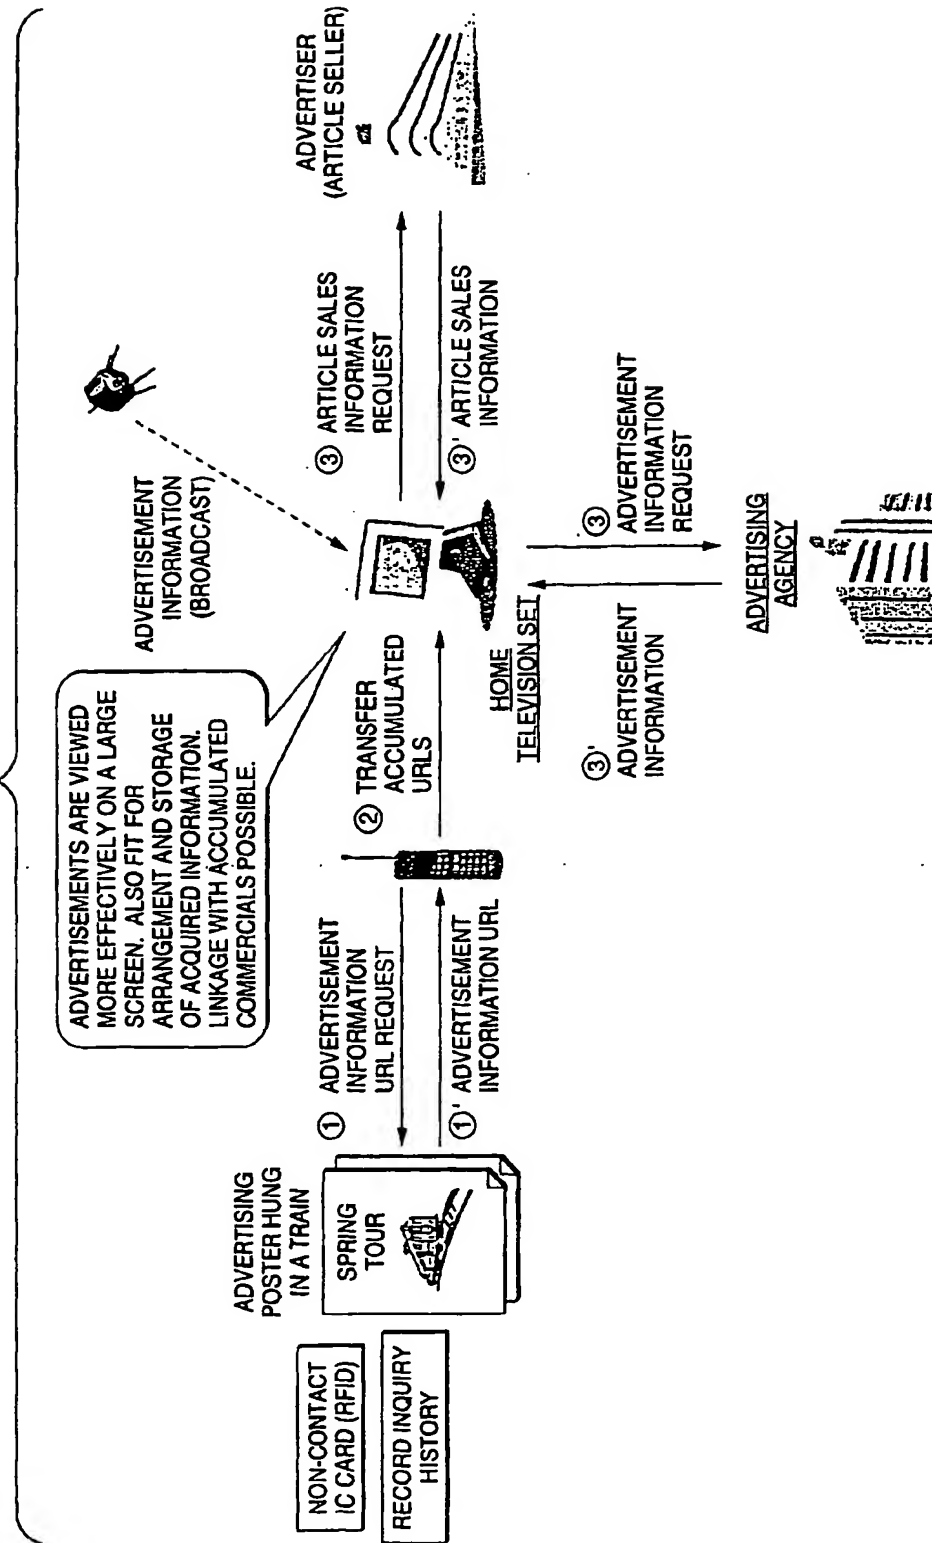 ADVERTISEMENTS ARE VIEWED
MORE EFFECTIVELY ON A LARGE
SCREEN. ALSO FIT FOR
ARRANGEMENT AND STORAGE
OF ACQUIRED INFORMATION.
LINKAGE WITH ACCUMULATED
COMMERCIALS POSSIBLE.
ADVERTISEMENT
INFORMATION
(BROADCAST)
NON-CONTACT
IC CARD (RFID)
RECORD INQUIRY
HISTORY
ADVERTISING
POSTER HUNG
IN A TRAIN
SPRING
TOUR
① ADVERTISEMENT
INFORMATION
URL REQUEST
①' ADVERTISEMENT
INFORMATION URL
② TRANSFER
ACCUMULATED
URLS
HOME
TELEVISION SET
③ ARTICLE SALES
INFORMATION
REQUEST
③' ARTICLE SALES
INFORMATION
ADVERTISER
(ARTICLE SELLER)
③' ADVERTISEMENT
INFORMATION
③ ADVERTISEMENT
INFORMATION
REQUEST
ADVERTISING
AGENCY